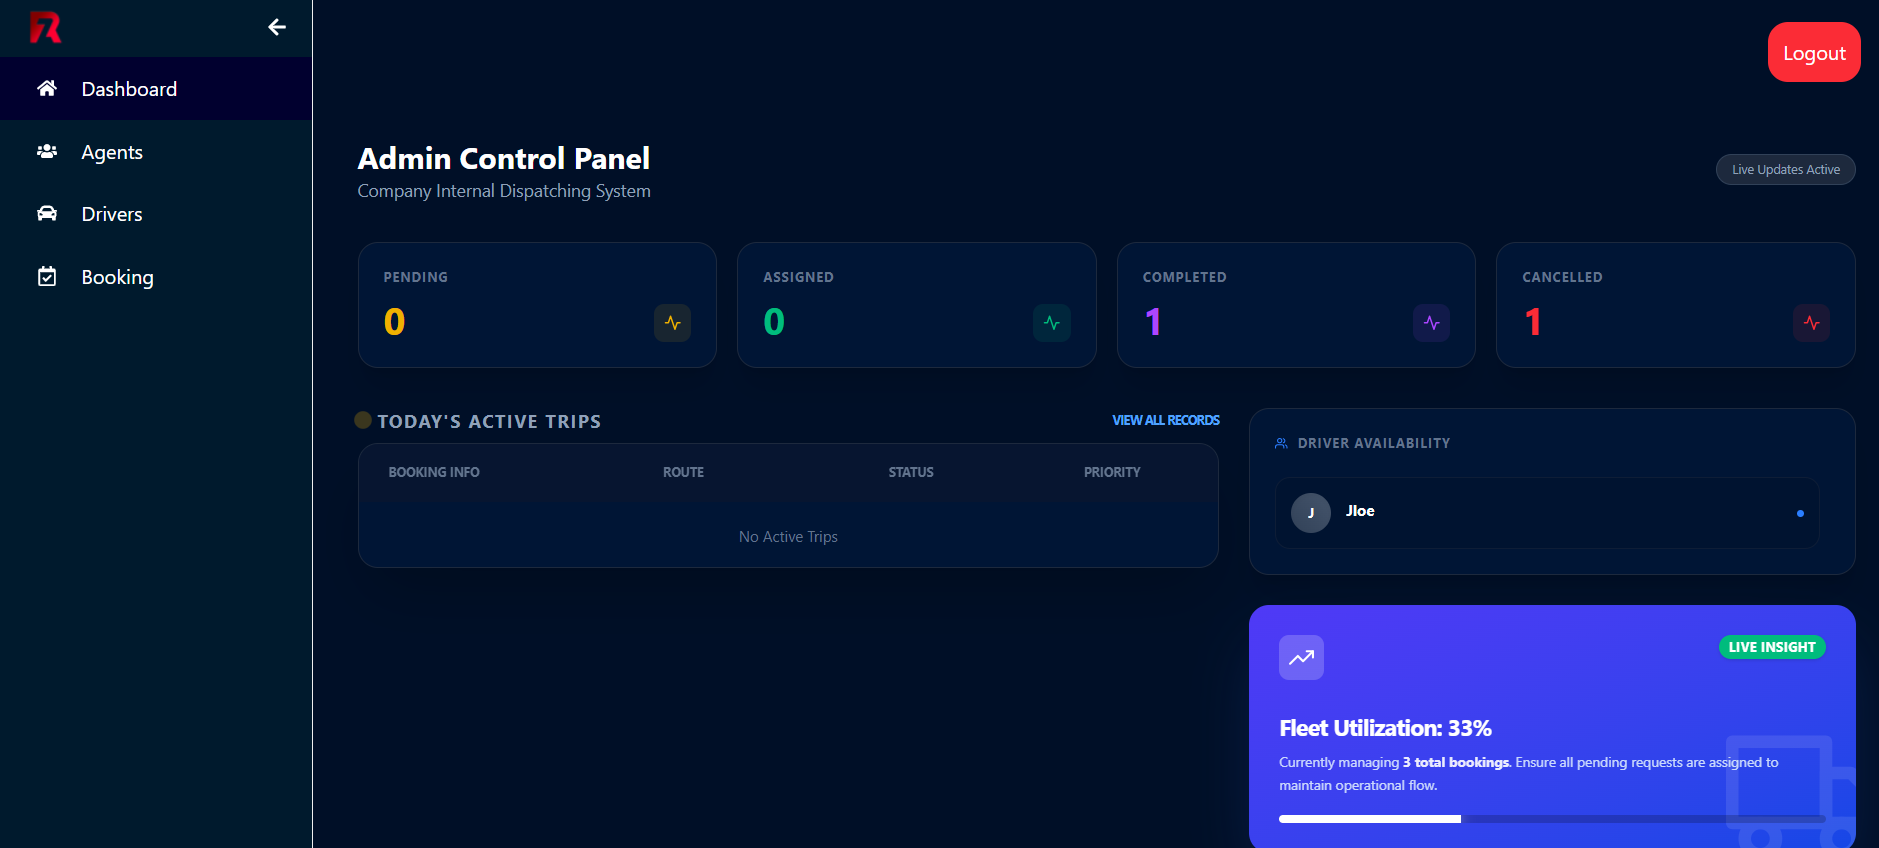 Dashboard
Agents
Drivers
Booking
Logout
Admin Control Panel
Company Internal Dispatching System
Live Updates Active
PENDING
0
ASSIGNED
0
COMPLETED
1
CANCELLED
1
TODAY'S ACTIVE TRIPS
VIEW ALL RECORDS
BOOKING INFO ROUTE STATUS PRIORITY
No Active Trips
DRIVER AVAILABILITY
J
Jloe
LIVE INSIGHT
Fleet Utilization: 33%
Currently managing 3 total bookings. Ensure all pending requests are assigned to
maintain operational flow.